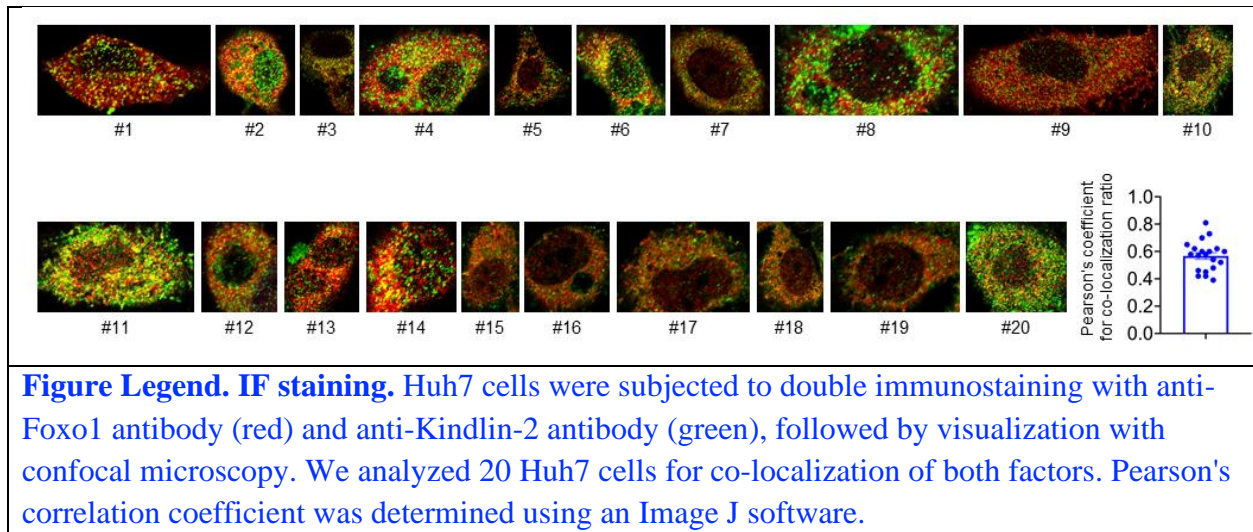 #1 #2 #3 #4 #5 #6 #7 #8 #9 #10
Pearson's coefficient
for co-localization ratio
1.0
0.8
0.6
0.4
0.2
0.0
#11 #12 #13 #14 #15 #16 #17 #18 #19 #20
Figure Legend. IF staining. Huh7 cells were subjected to double immunostaining with anti-
Foxo1 antibody (red) and anti-Kindlin-2 antibody (green), followed by visualization with
confocal microscopy. We analyzed 20 Huh7 cells for co-localization of both factors. Pearson's
correlation coefficient was determined using an Image J software.